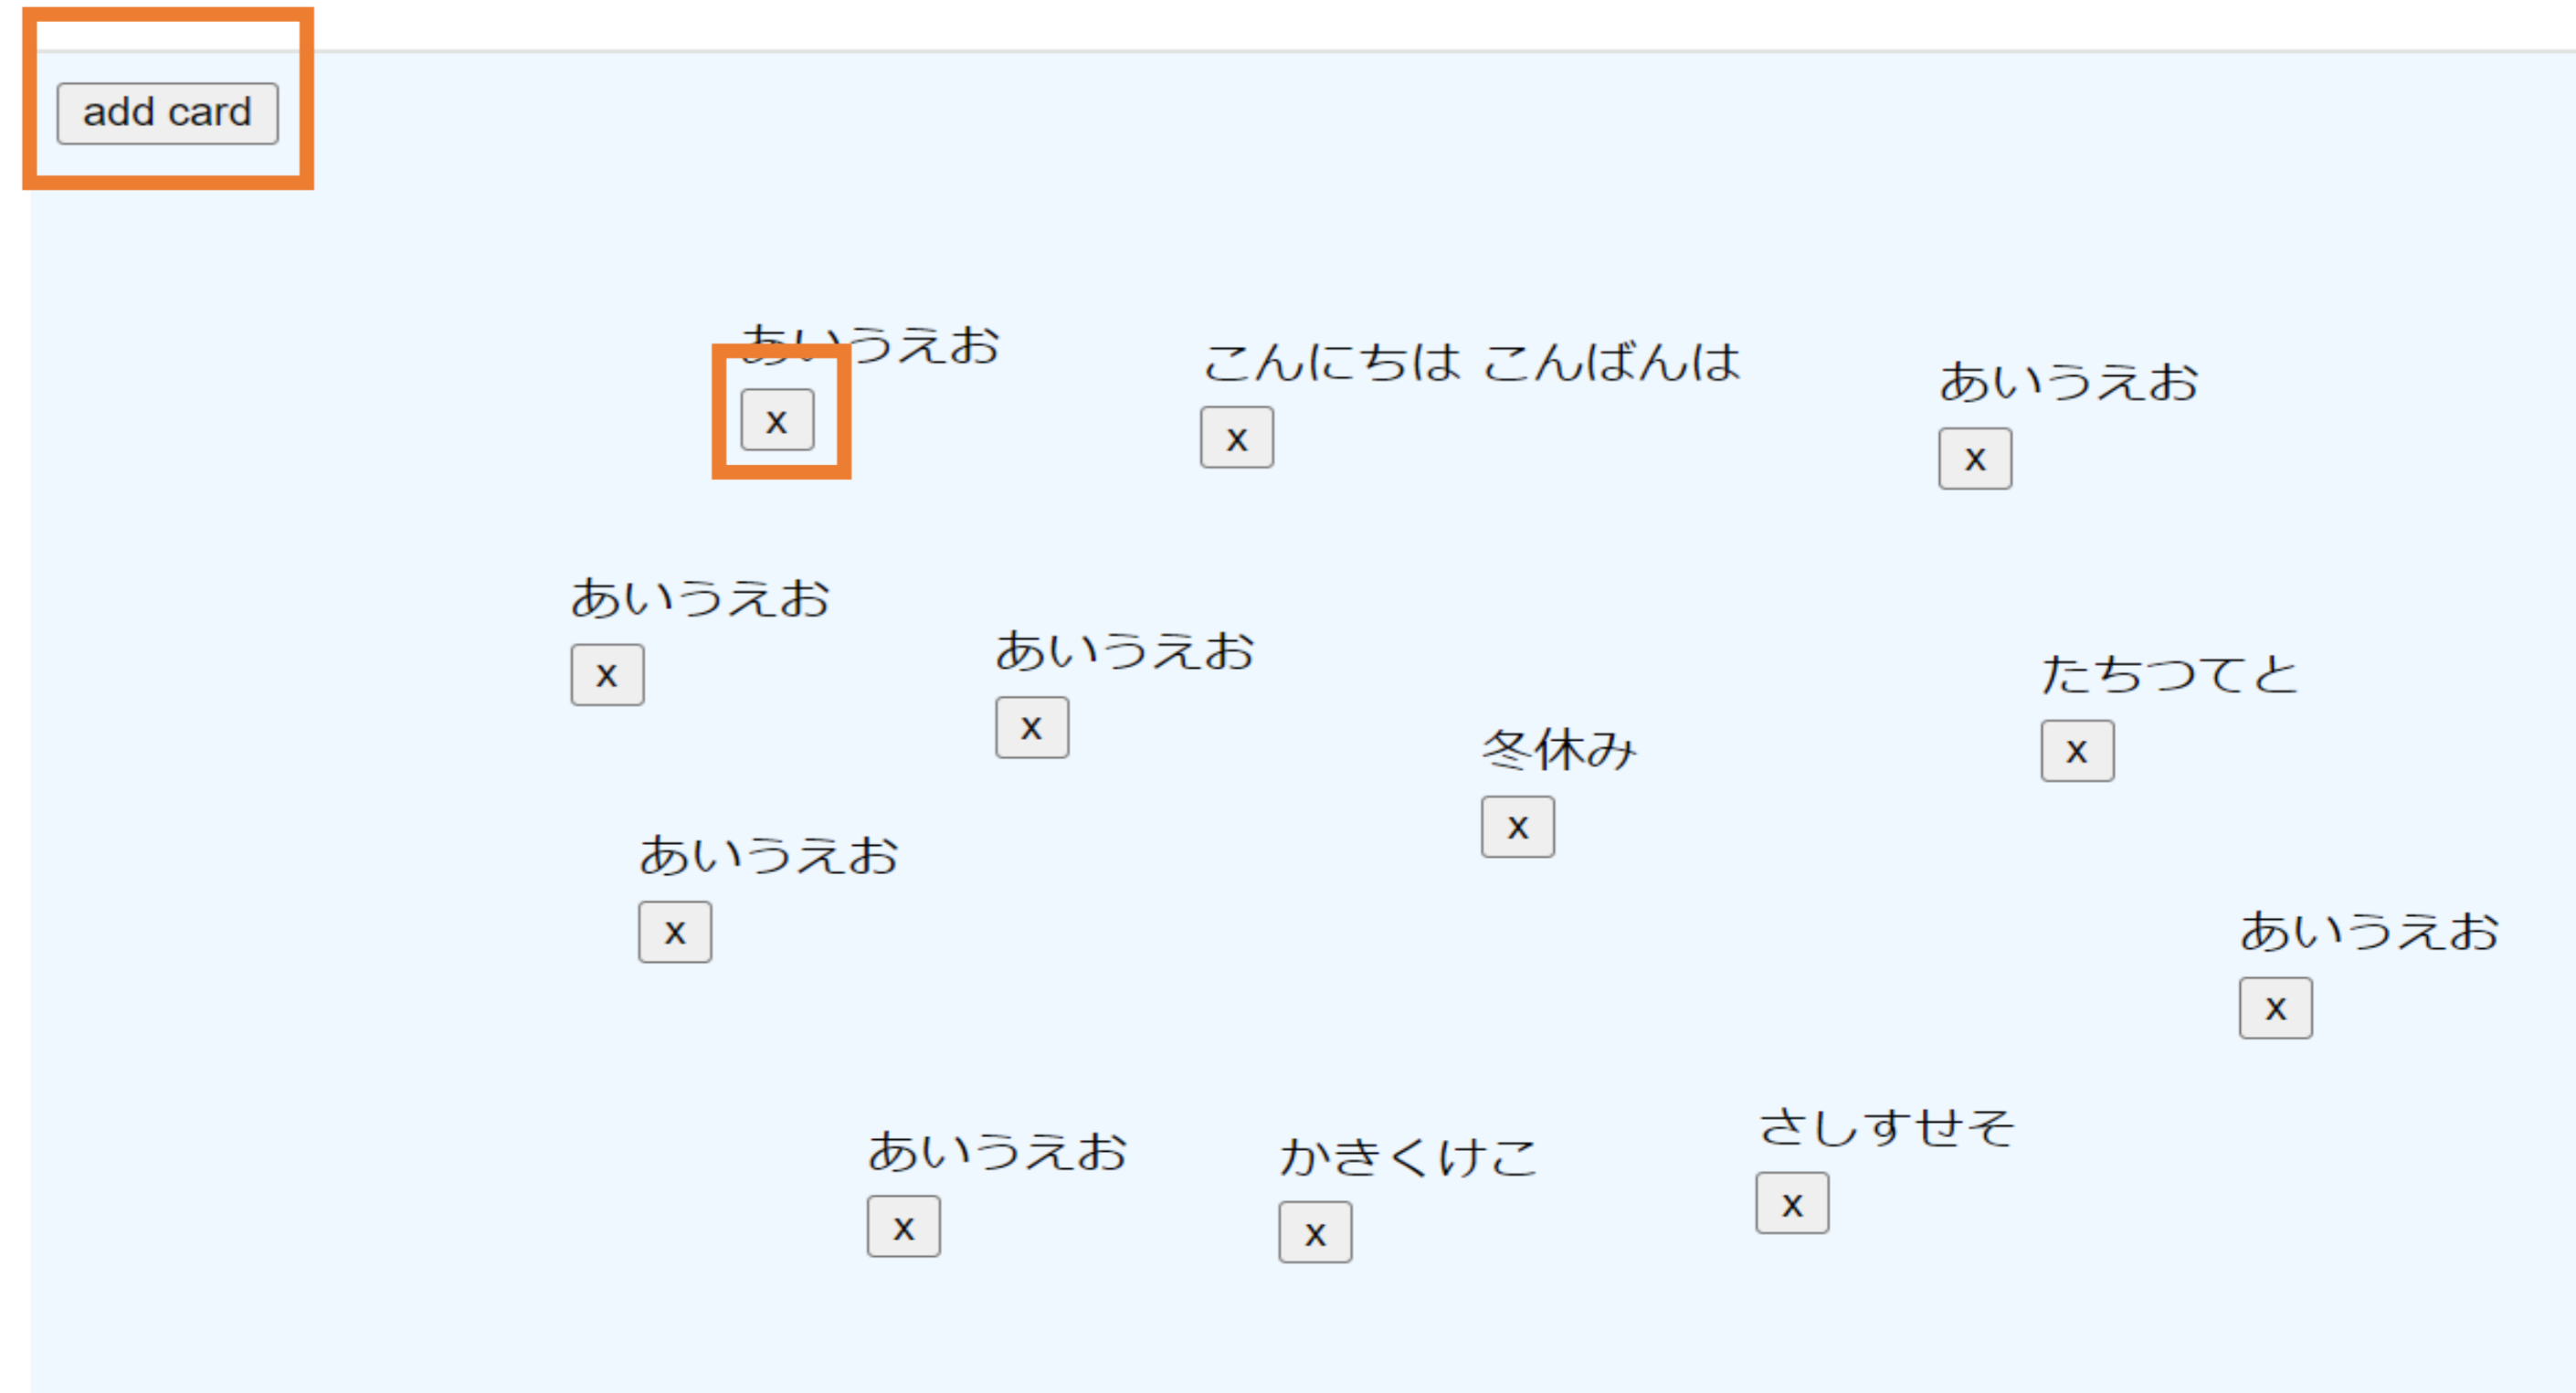 add card
あいうえお
x
こんにちは こんばんは
x
あいうえお
x
あいうえお
x
あいうえお
x
たちつてと
x
冬休み
x
あいうえお
x
あいうえお
x
さしすせそ
x
あいうえお
x
かきくけこ
x